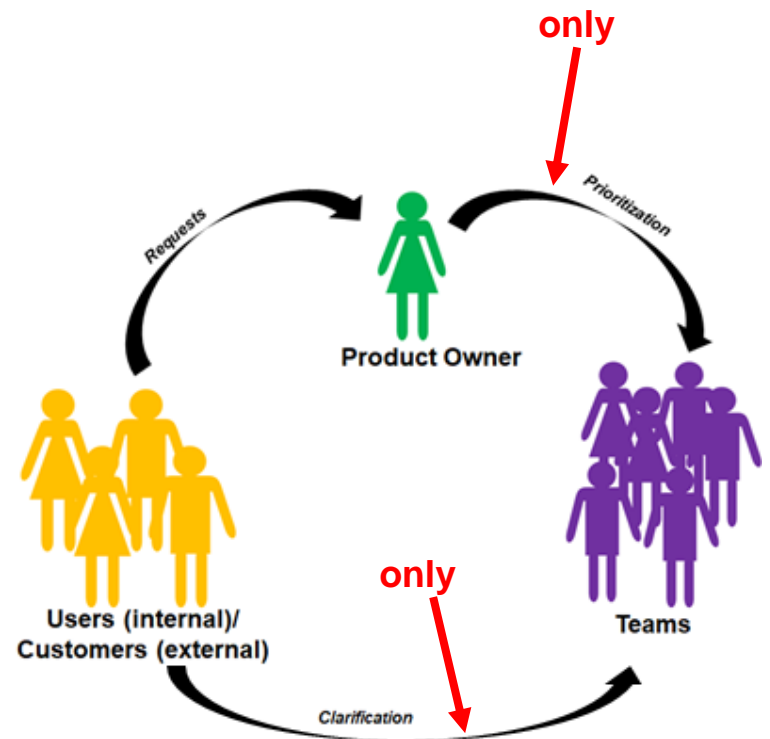 only
Requests
Prioritization
Product Owner
only
Users (internal)/
Customers (external)
Teams
Clarification